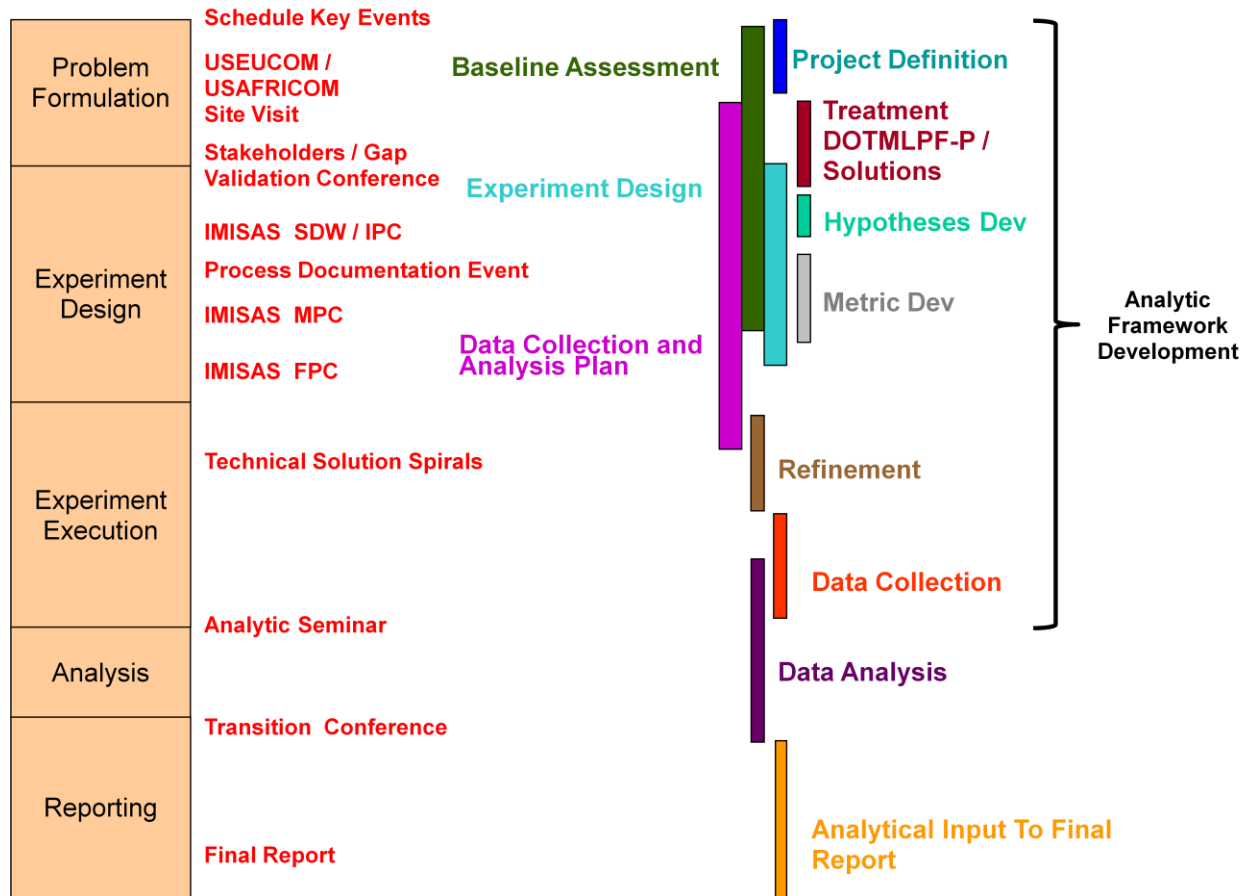 Problem
Formulation
Experiment
Design
Experiment
Execution
Analysis
Reporting
Schedule Key Events
USEUCOM /
USAFRICOM
Site Visit
Stakeholders / Gap
Validation Conference
IMISAS  SDW / IPC
Process Documentation Event
IMISAS  MPC
IMISAS  FPC
Technical Solution Spirals
Analytic Seminar
Transition  Conference
Final Report
Baseline Assessment
Experiment Design
Data Collection and
Analysis Plan
Project Definition
Treatment
DOTMLPF-P /
Solutions
Hypotheses Dev
Metric Dev
Refinement
Data Collection
Data Analysis
Analytical Input To Final
Report
Analytic
Framework
Development